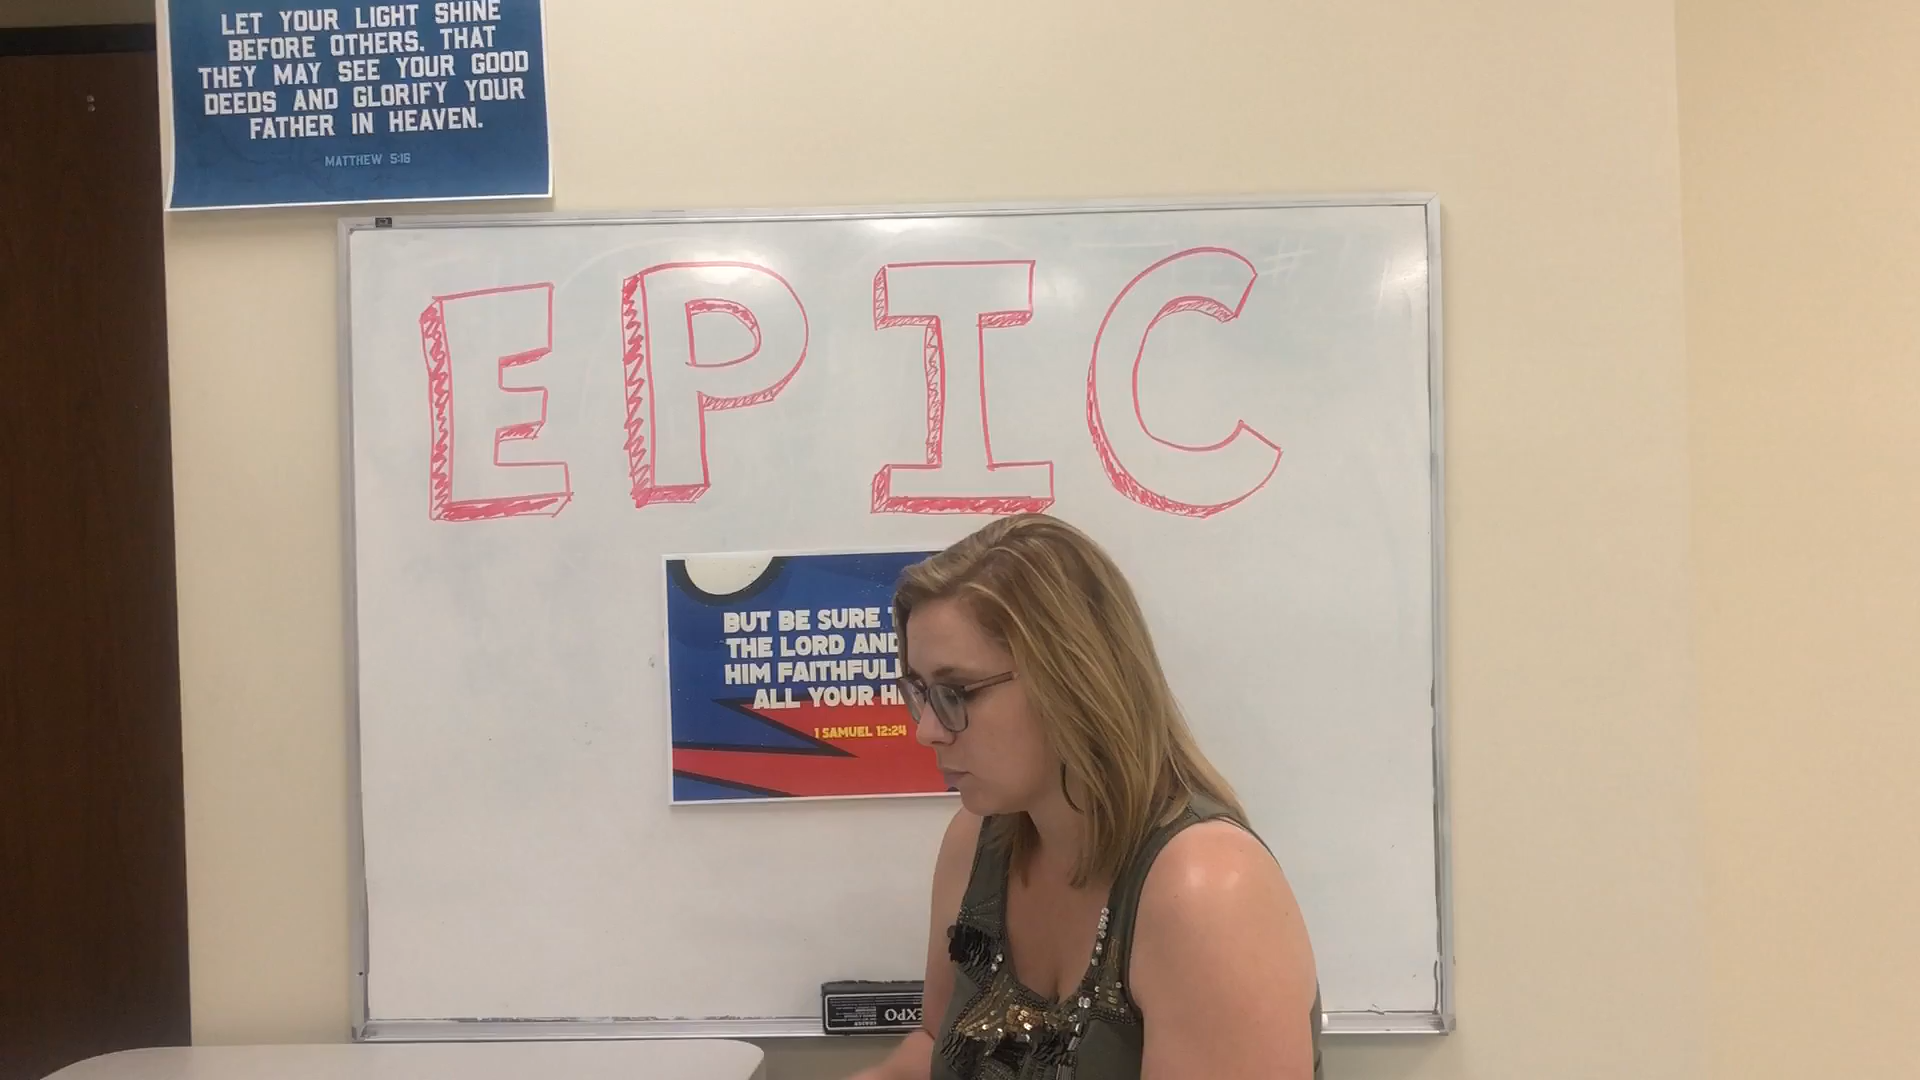 LET YOUR LIGHT SHINE
BEFORE OTHERS, THAT
THEY MAY SEE YOUR GOOD
DEEDS AND GLORIFY YOUR
FATHER IN HEAVEN.
MATTHEW 5:16
EPIC
BUT BE SURE
THE LORD AND
HIM FAITHFUL
ALL YOUR
1 SAMUEL 12:24
EXPO